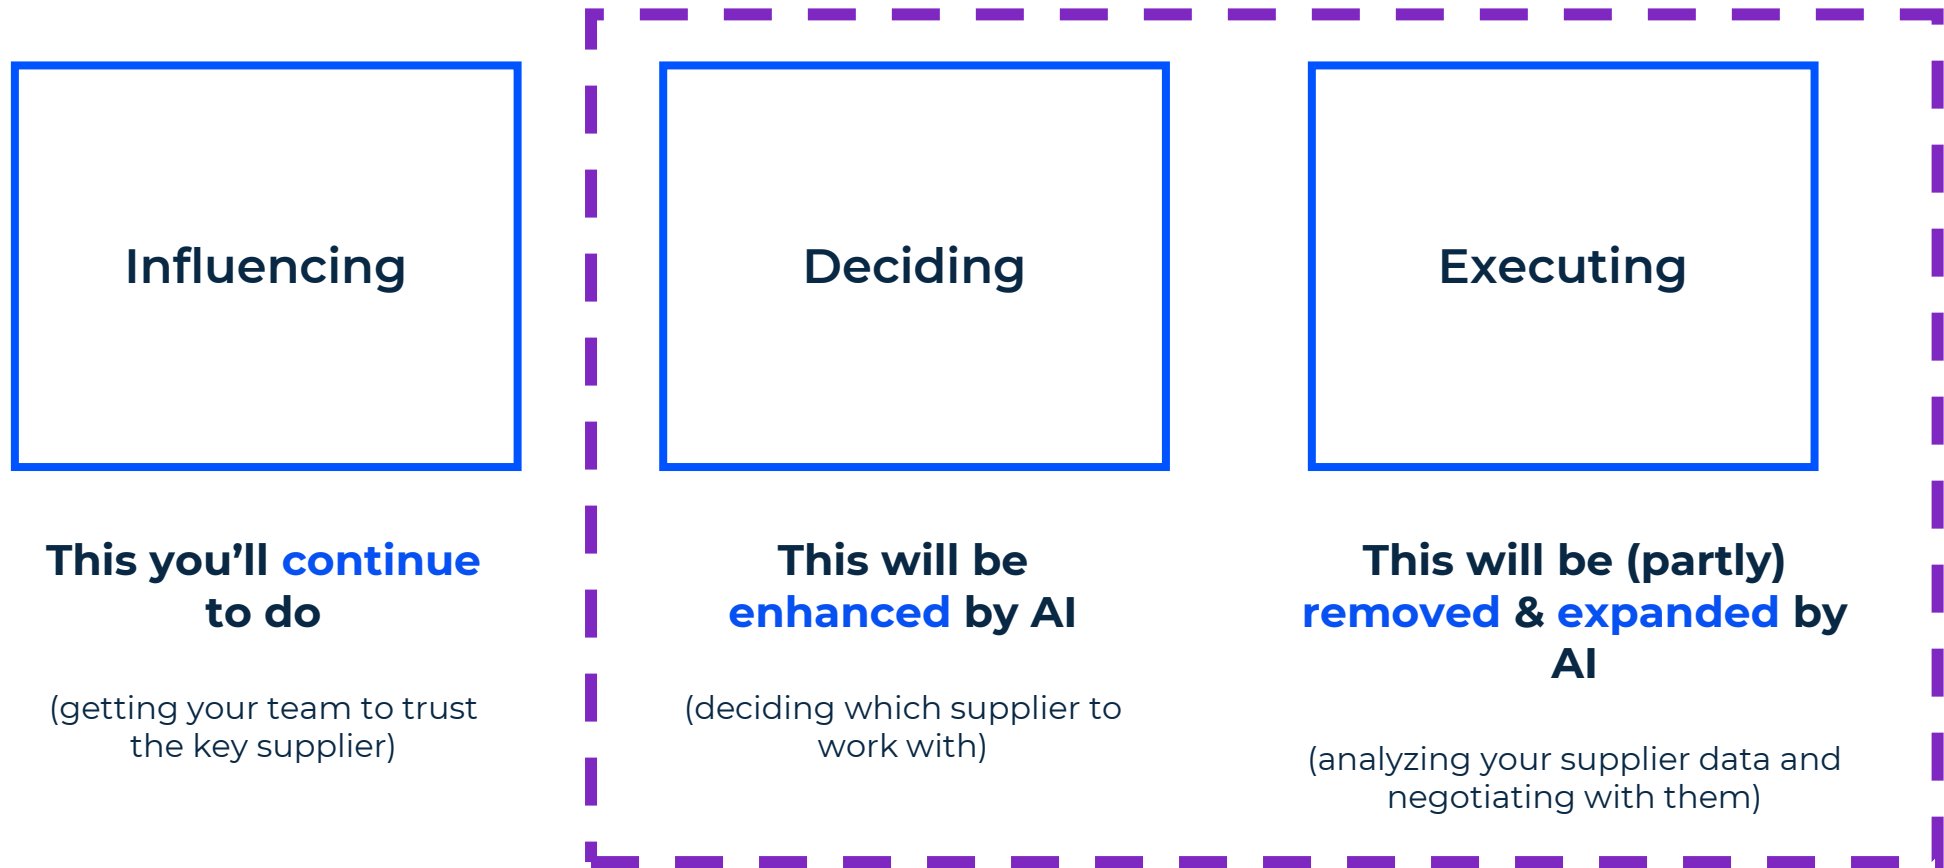 Influencing
This you’ll continue
to do
(getting your team to trust
the key supplier)
Deciding
This will be
enhanced by AI
(deciding which supplier to
work with)
Executing
This will be (partly)
removed & expanded by
AI
(analyzing your supplier data and
negotiating with them)